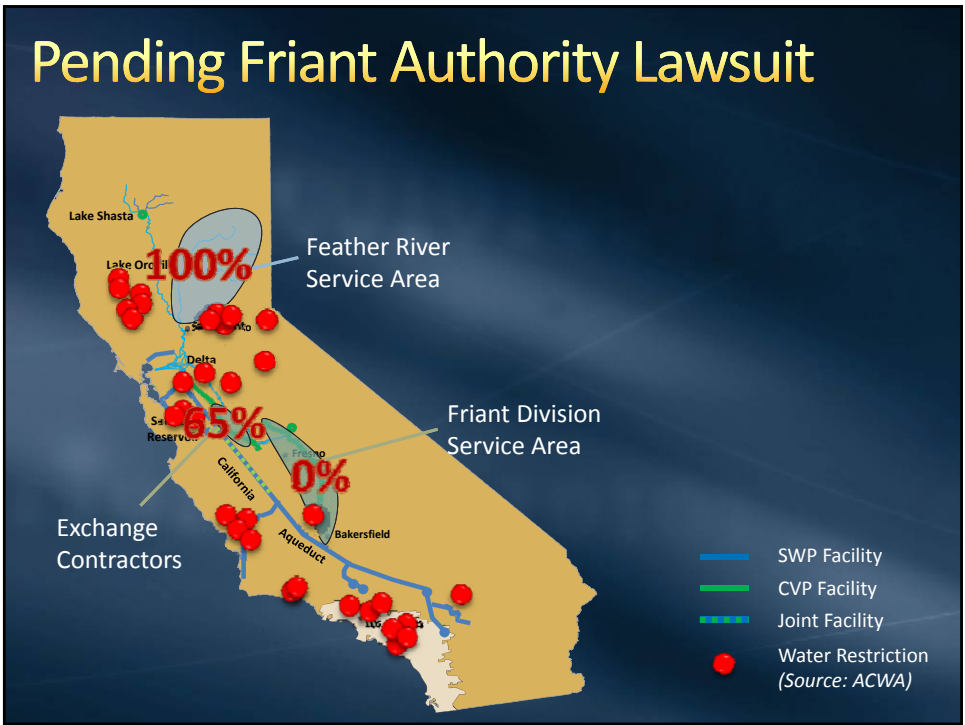 Pending Friant Authority Lawsuit
Lake Shasta
100%
Feather River
Service Area
Delta
65%
Friant Division
Service Area
Fresno
0%
California
Aqueduct
Bakersfield
Exchange
Contractors
SWP Facility
CVP Facility
Joint Facility
Water Restriction
(Source: ACWA)